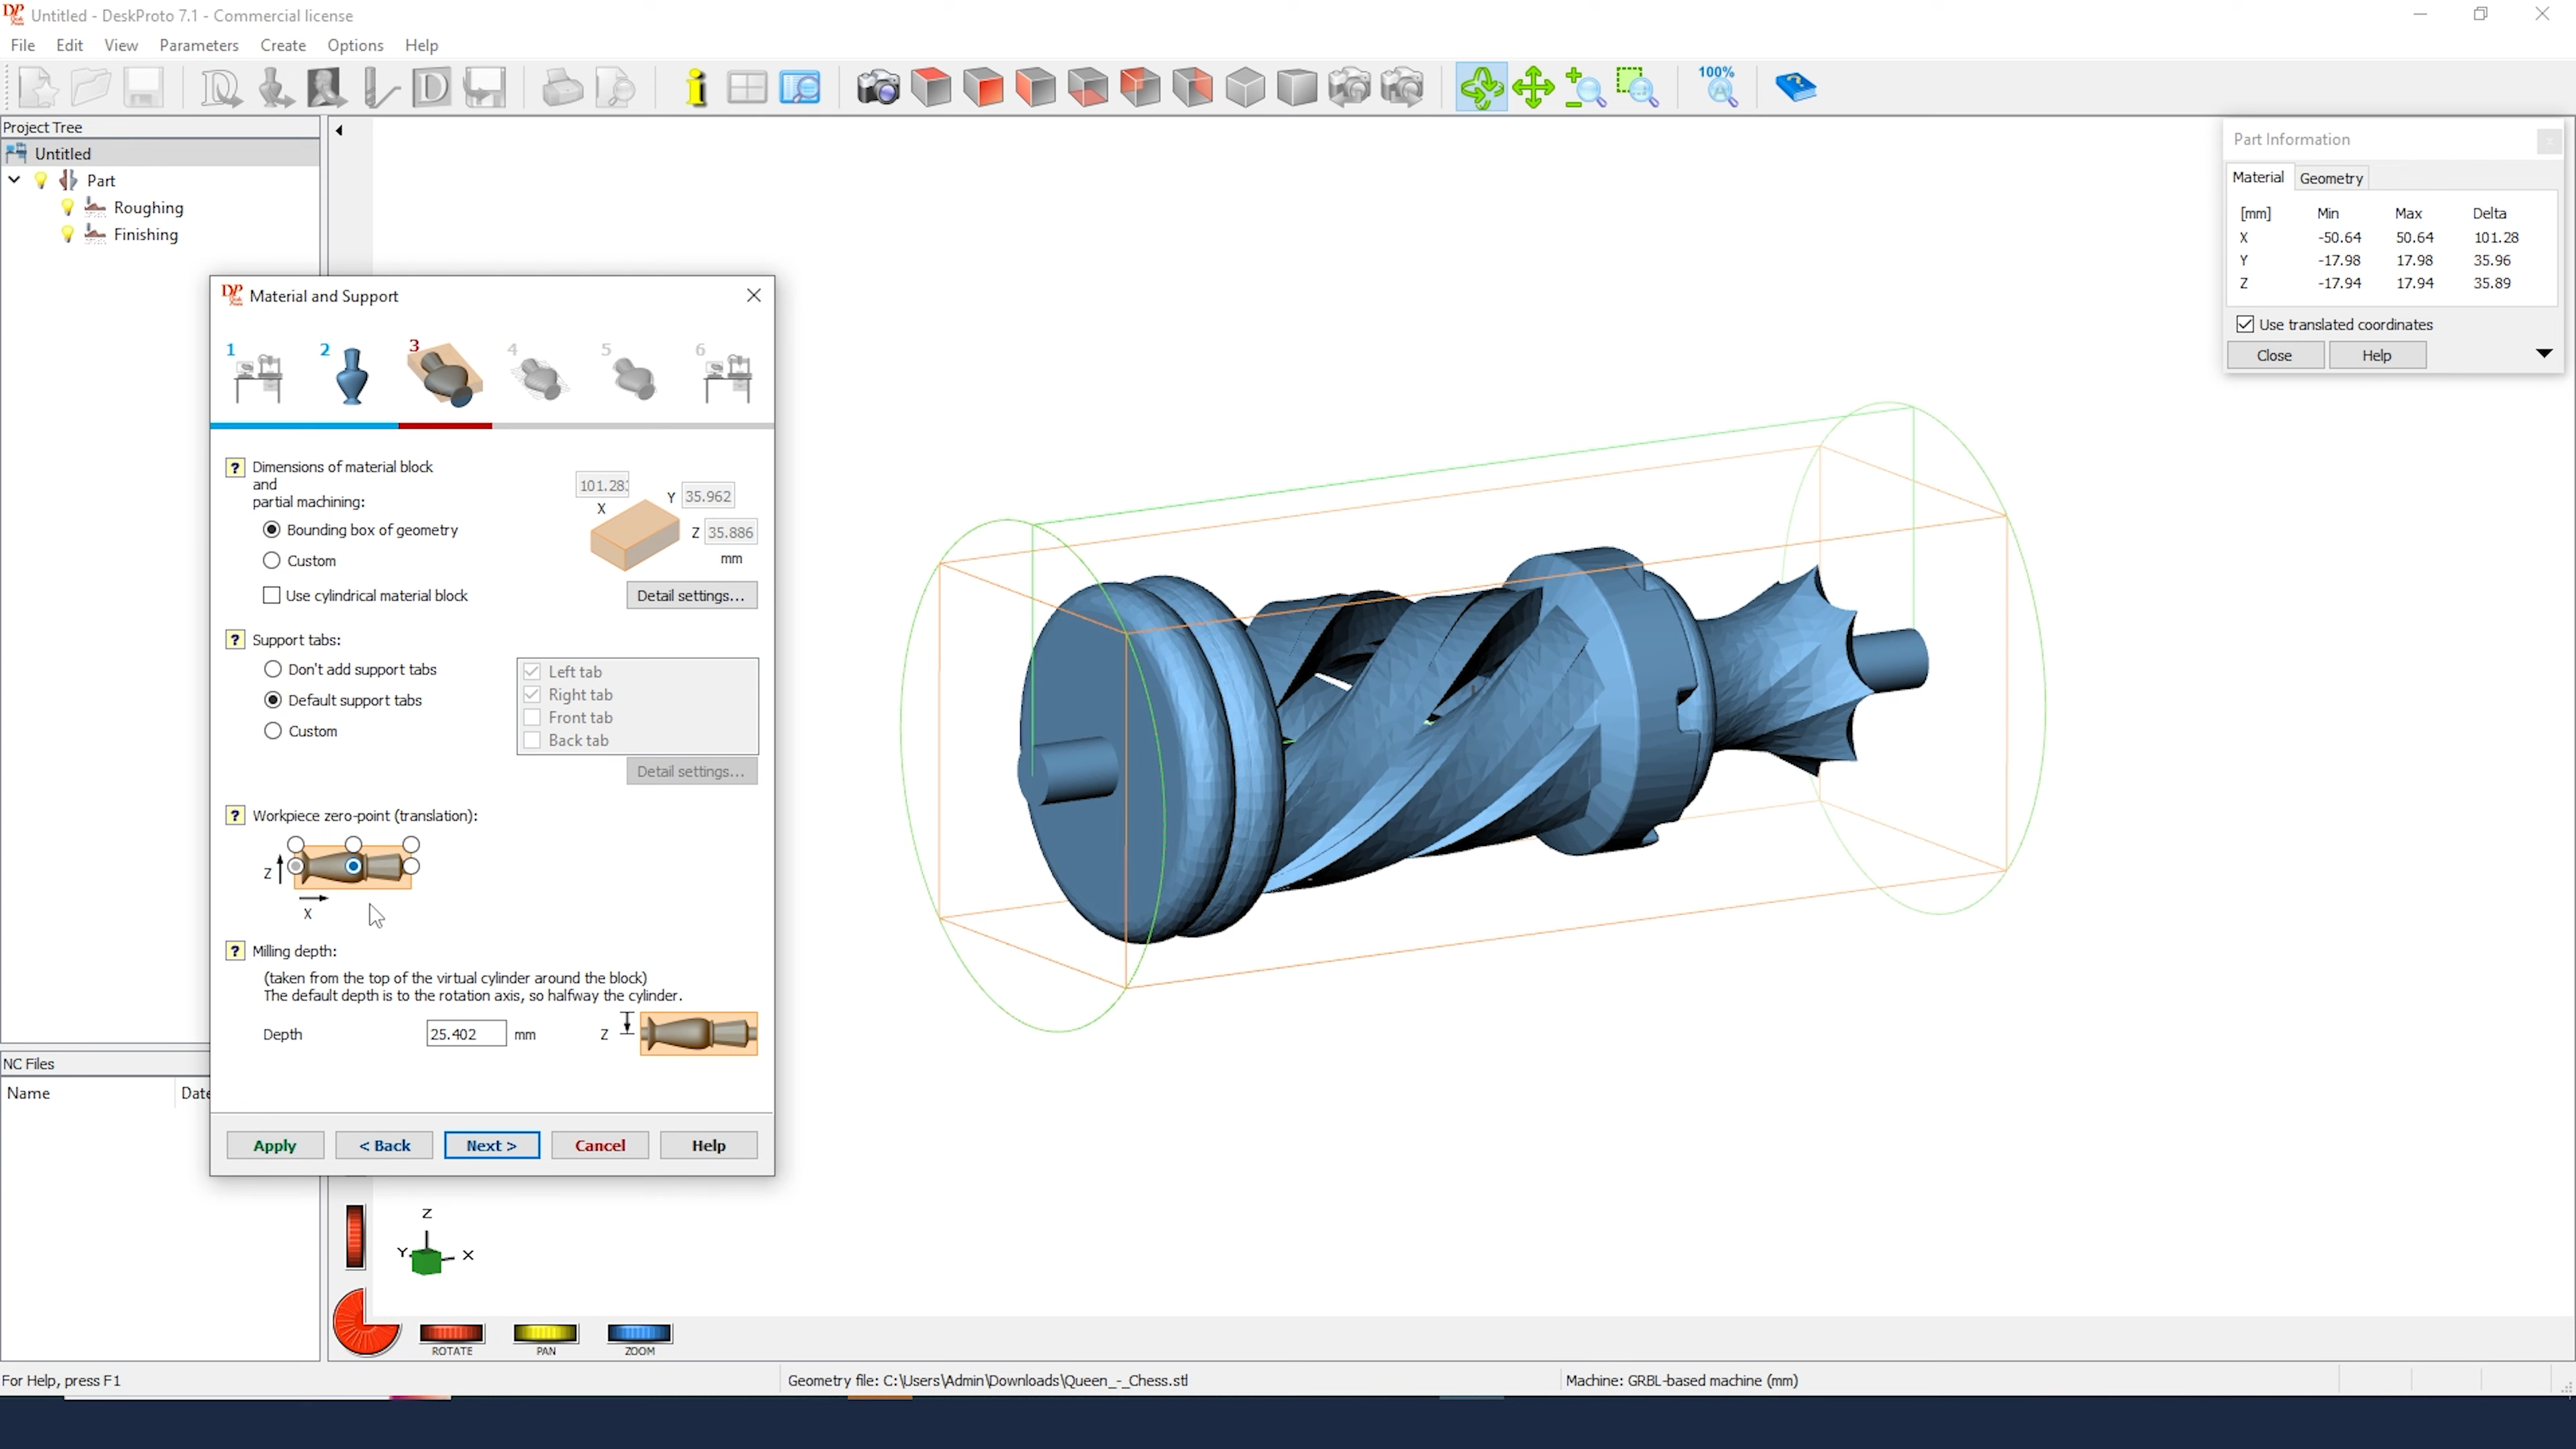 Untitled - DeskProto 7.1 - Commercial license
File Edit View Parameters Create Options Help
100%
Project Tree
Untitled
Part
Roughing
Finishing
Part Information
Material Geometry
[mm] Min Max Delta
X -50.64 50.64 101.28
Y -17.98 17.98 35.96
Z -17.94 17.94 35.89
Use translated coordinates
Close Help
Material and Support
1 2 3 4 5 6
? Dimensions of material block
and
partial machining:
101.28
X
Y 35.962
Z 35.886
mm
Bounding box of geometry
Custom
Use cylindrical material block
Detail settings...
? Support tabs:
Don't add support tabs
Default support tabs
Custom
Left tab
Right tab
Front tab
Back tab
Detail settings...
? Workpiece zero-point (translation):
Z
X
? Milling depth:
(taken from the top of the virtual cylinder around the block)
The default depth is to the rotation axis, so halfway the cylinder.
Depth 25.402 mm Z
Apply < Back Next > Cancel Help
NC Files
Name Date
Z
Y X
ROTATE PAN ZOOM
For Help, press F1
Geometry file: C:\Users\Admin\Downloads\Queen_-_Chess.stl
Machine: GRBL-based machine (mm)